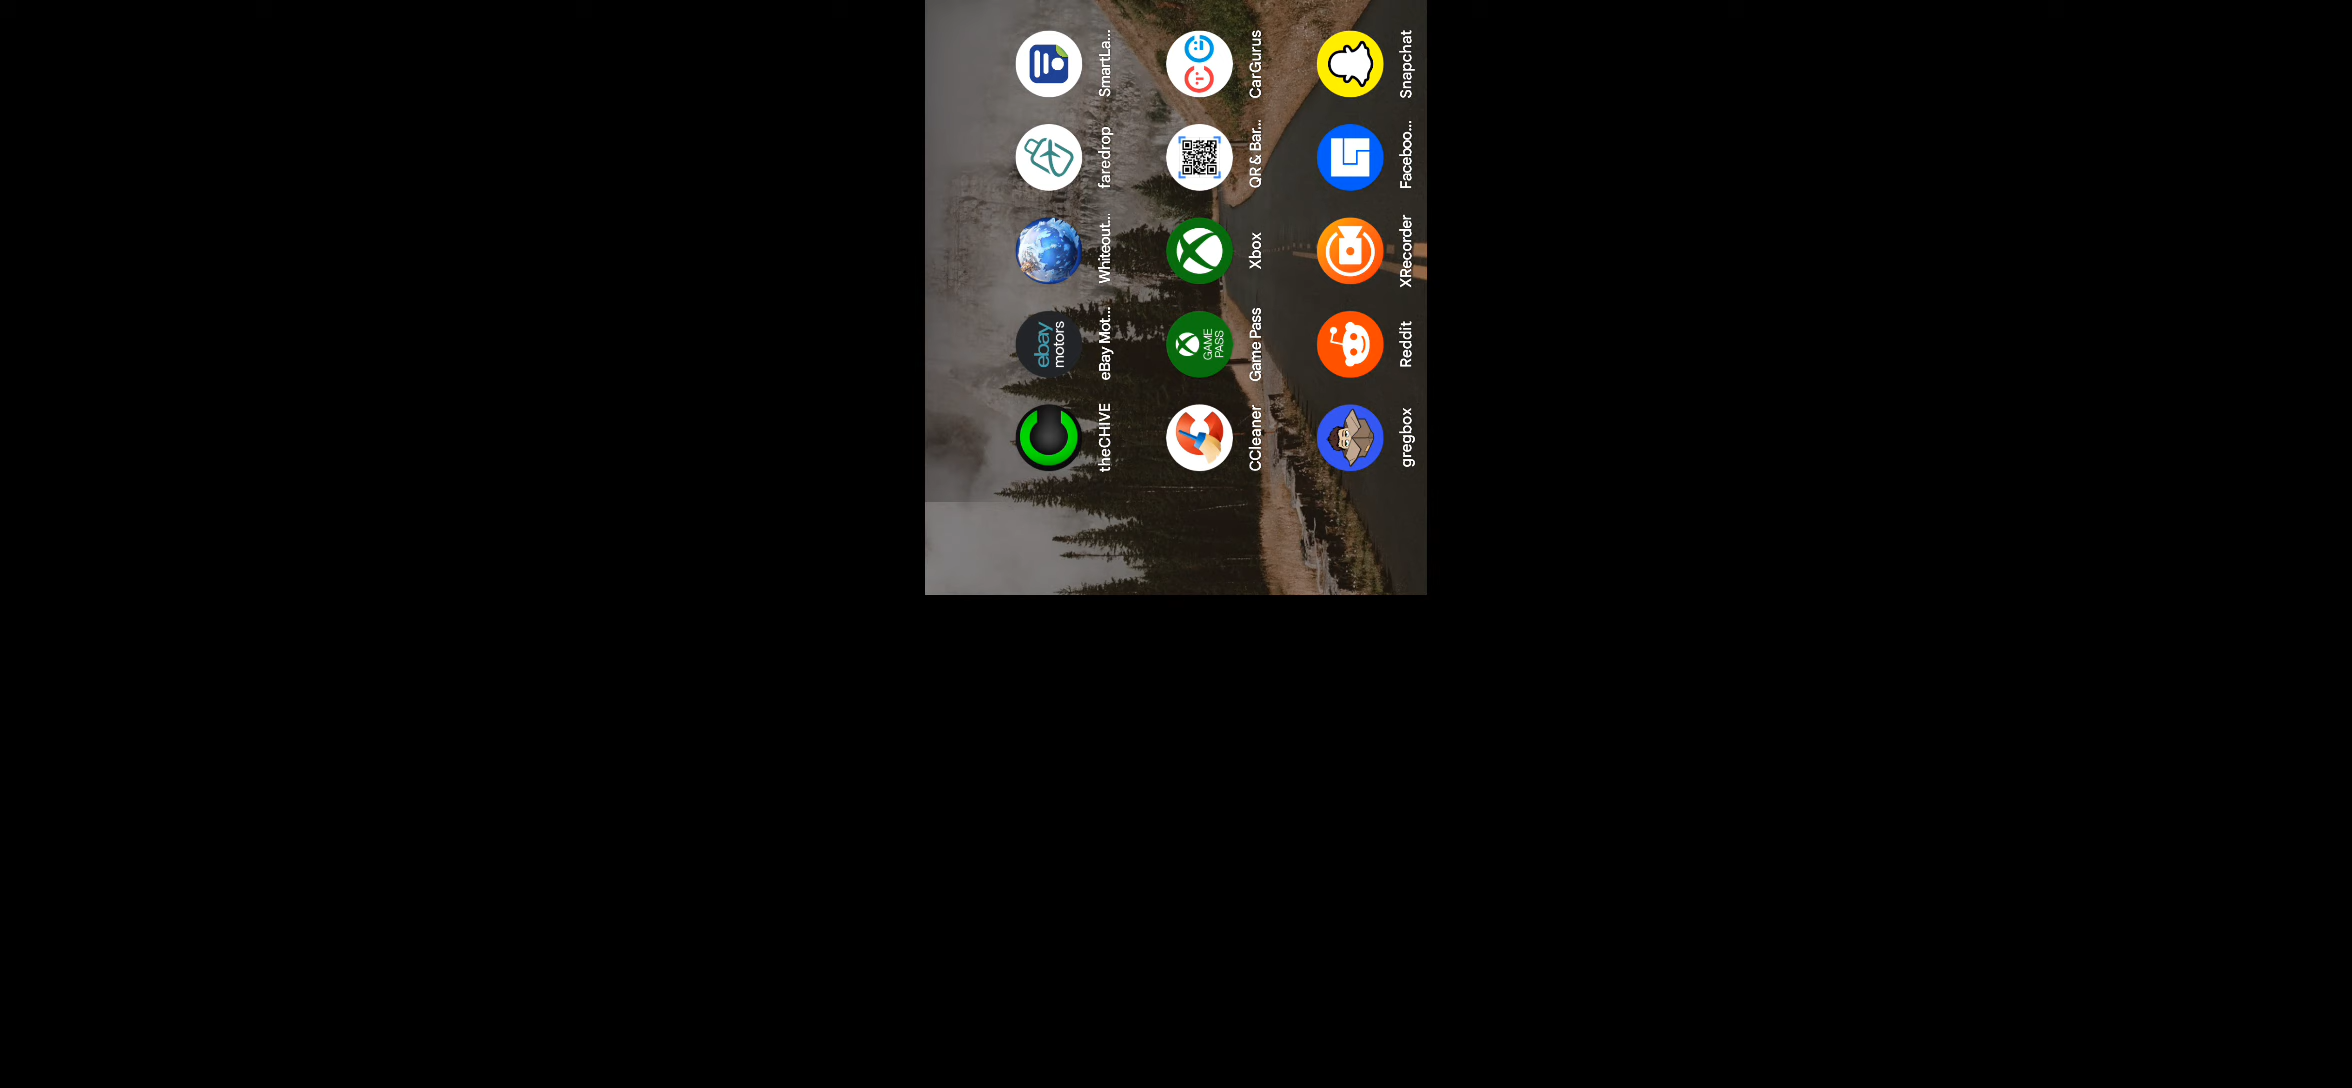 ebay
motors
theCHIVE eBay Mot... Whiteout... faredrop SmartLa...
GAME
PASS
CCleaner Game Pass Xbox QR & Bar... CarGurus
gregbox Reddit XRecorder Faceboo... Snapchat